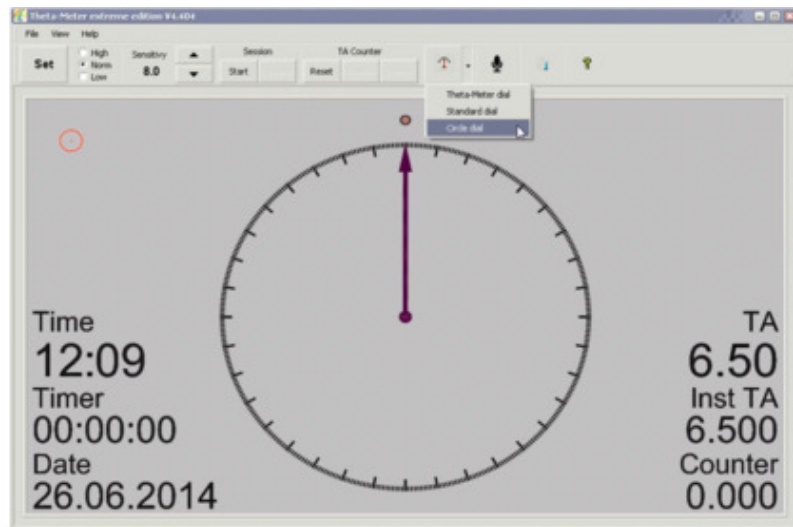 Theta-Meter extreme edition V4.404
File View Help
Set
High
Norm
Low
Sensitivy
8.0
Session
Start
TA Counter
Reset
Theta-Meter dial
Standard dial
Circle dial
Time
12:09
Timer
00:00:00
Date
26.06.2014
TA
6.50
Inst TA
6.500
Counter
0.000